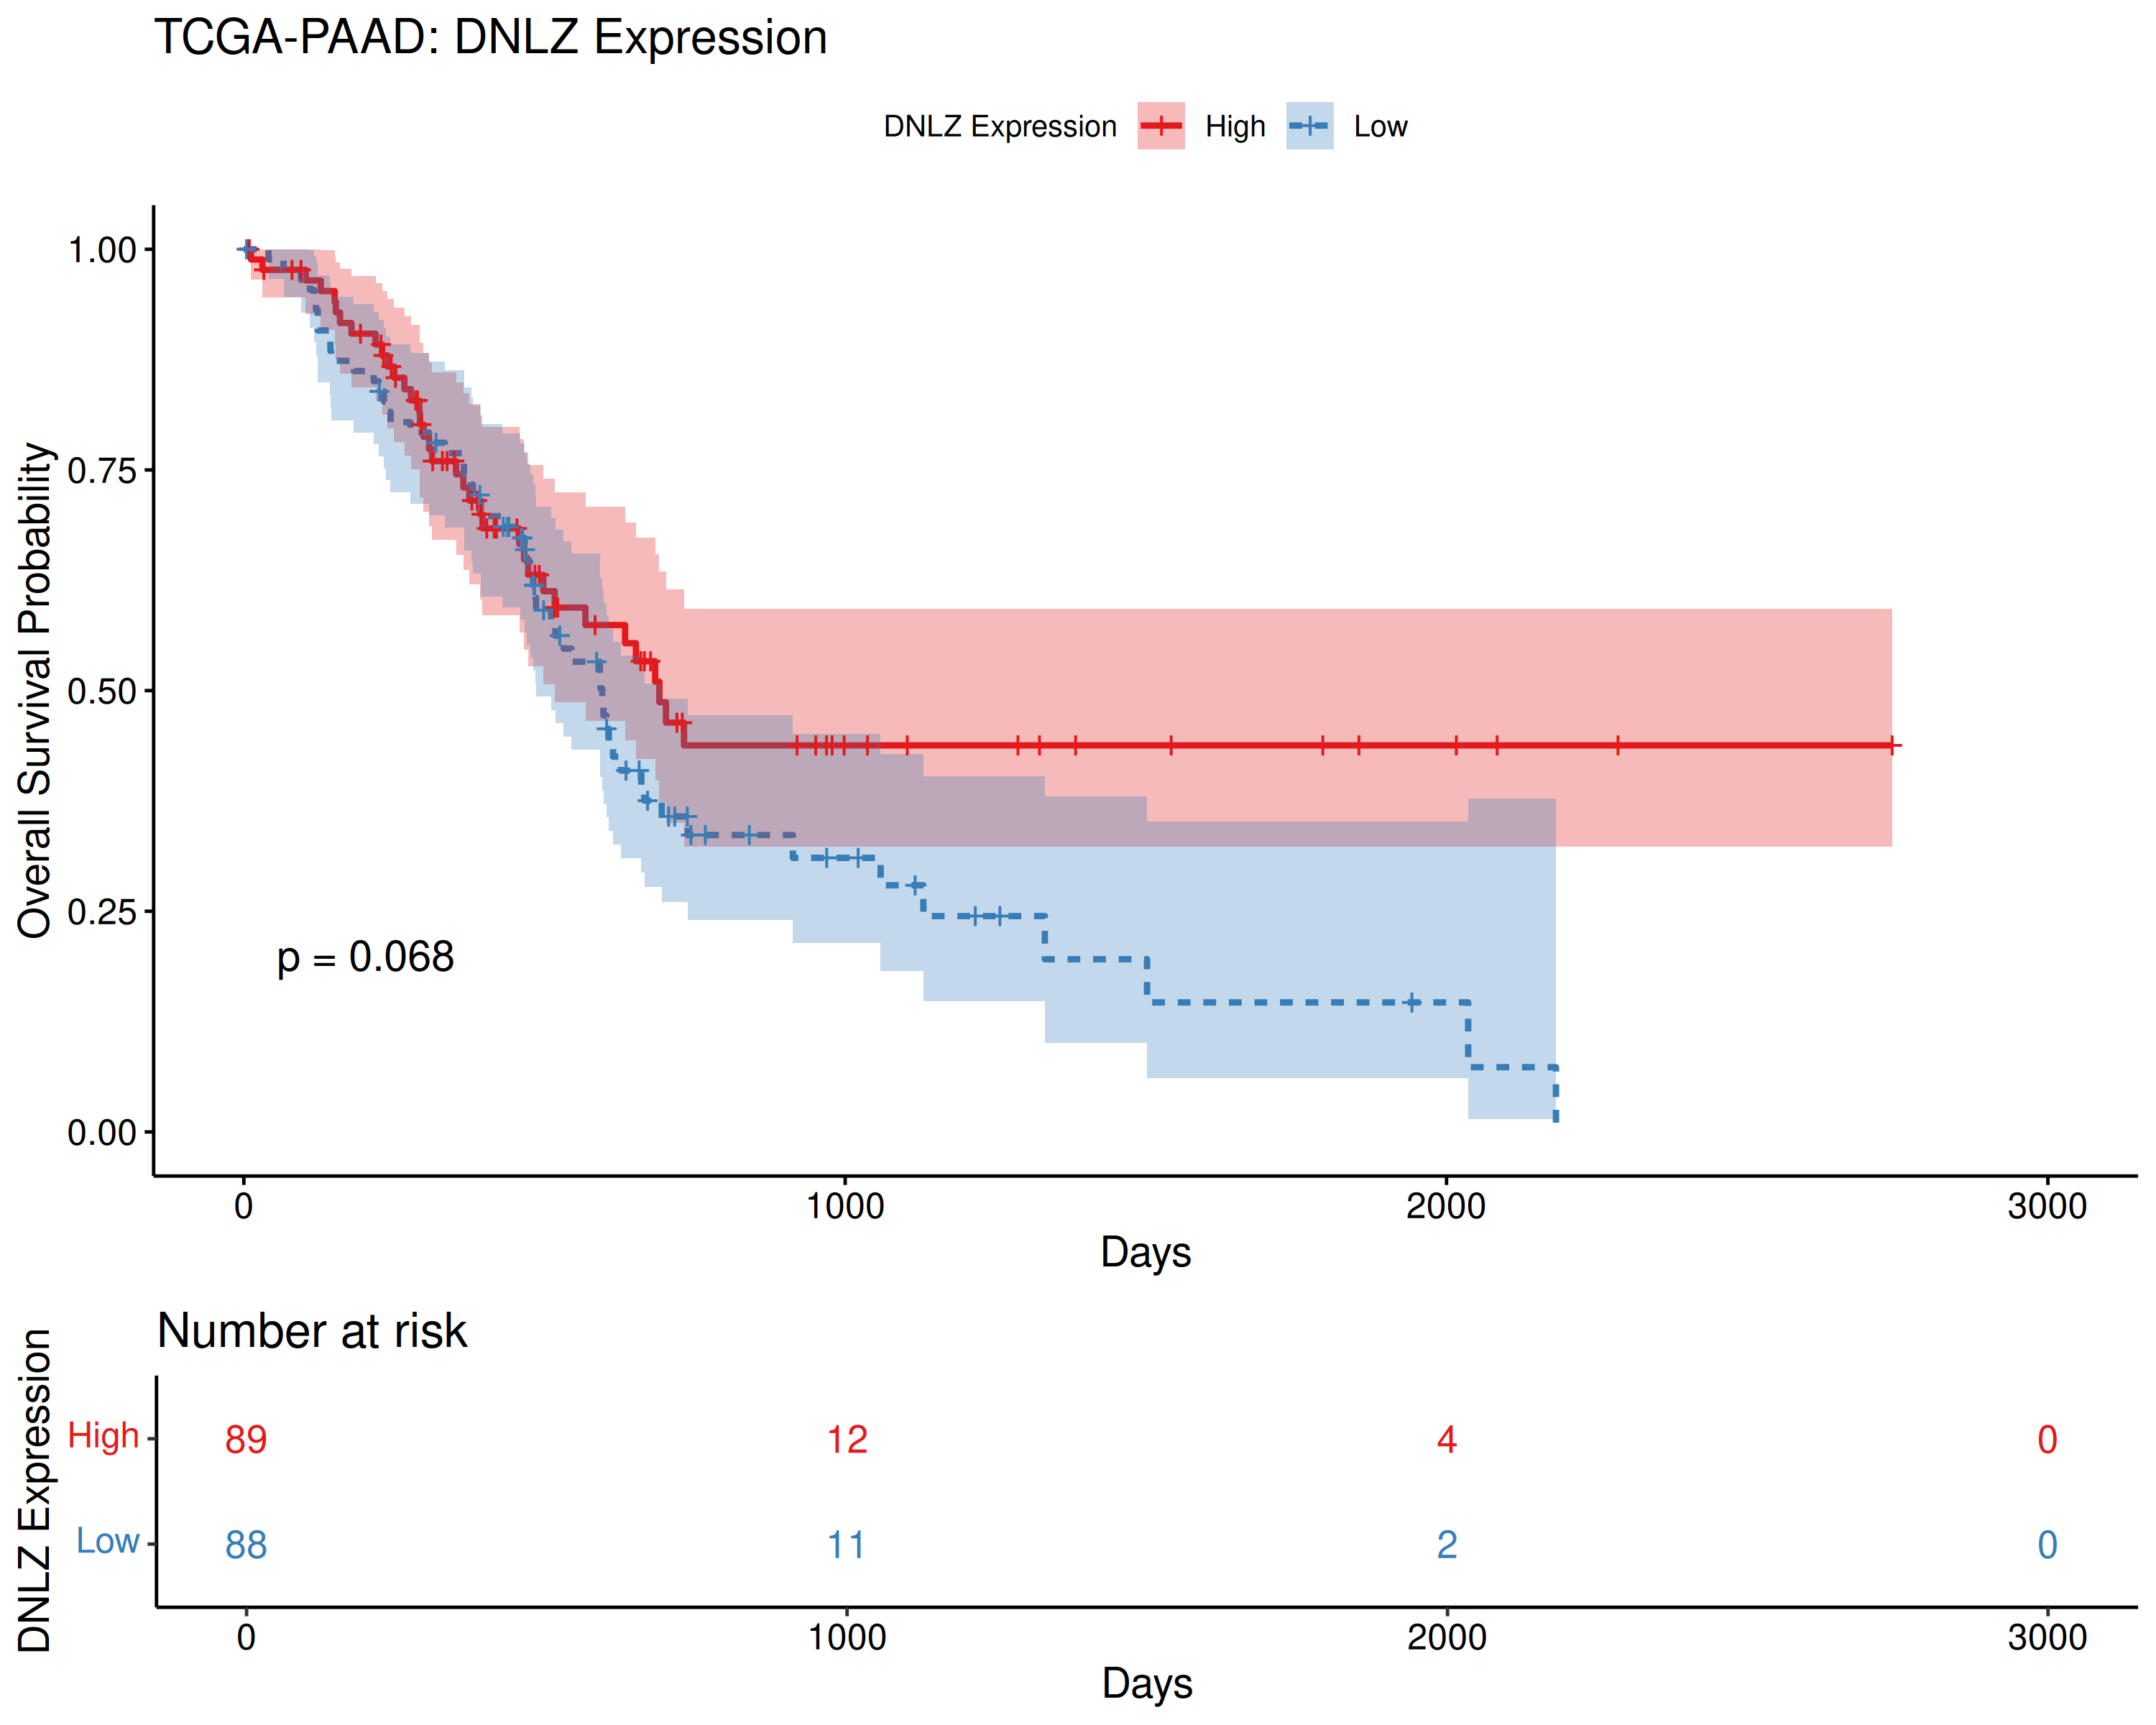 TCGA-PAAD: DNLZ Expression
DNLZ Expression High Low
Overall Survival Probability
1.00
0.75
0.50
0.25
0.00
p = 0.068
0 1000 2000 3000
Days
Number at risk
DNLZ Expression
High 89 12 4 0
Low 88 11 2 0
0 1000 2000 3000
Days